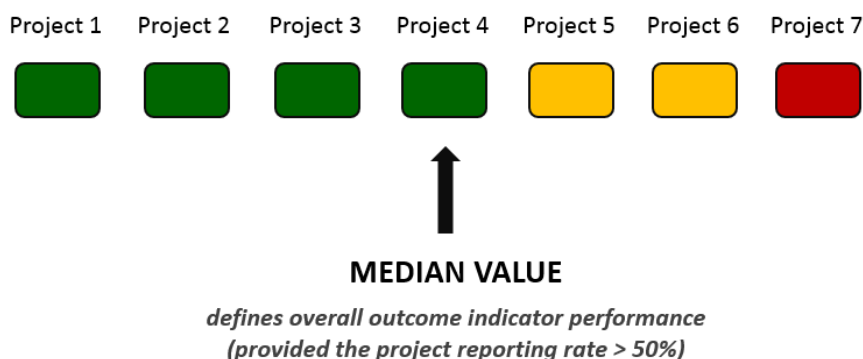 Project 1 Project 2 Project 3 Project 4 Project 5 Project 6 Project 7
MEDIAN VALUE
defines overall outcome indicator performance
(provided the project reporting rate > 50%)